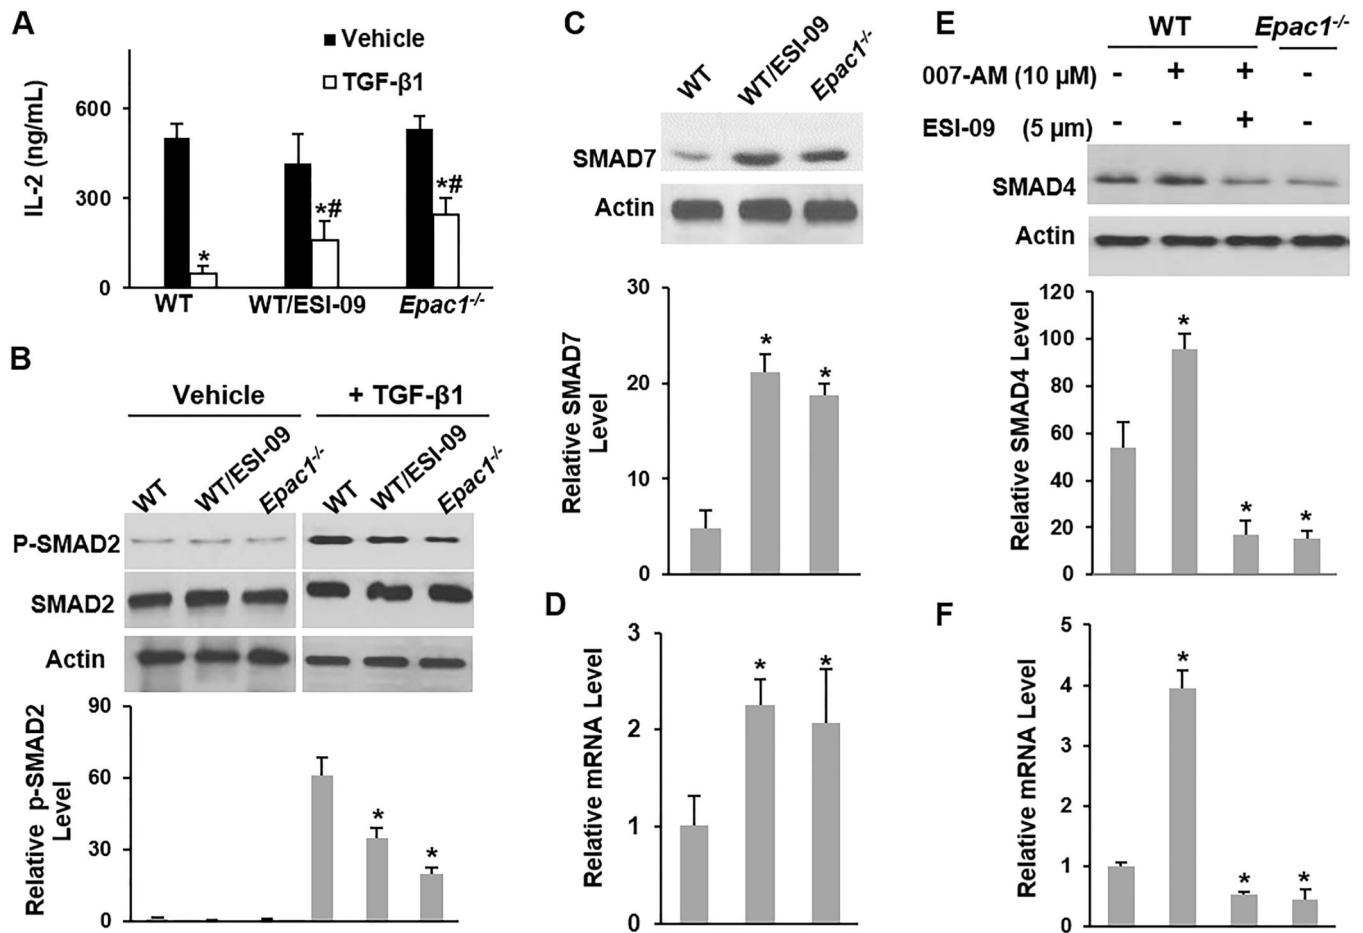 A
Vehicle
TGF-β1
IL-2 (ng/mL)
600
300
0
*
*#
*#
WT
WT/ESI-09
Epac1-/-
B
Vehicle
+ TGF-β1
WT
WT/ESI-09
Epac1-/-
WT
WT/ESI-09
Epac1-/-
P-SMAD2
SMAD2
Actin
Relative p-SMAD2
Level
90
60
30
0
*
*
C
WT
WT/ESI-09
Epac1-/-
SMAD7
Actin
Relative SMAD7
Level
30
20
10
0
*
*
D
Relative mRNA Level
3
2
1
0
*
*
E
WT
Epac1-/-
007-AM (10 µM)
- + + -
ESI-09 (5 µm)
- - + -
SMAD4
Actin
Relative SMAD4 Level
120
100
80
60
40
20
0
*
*
*
F
Relative mRNA Level
5
4
3
2
1
0
*
*
*